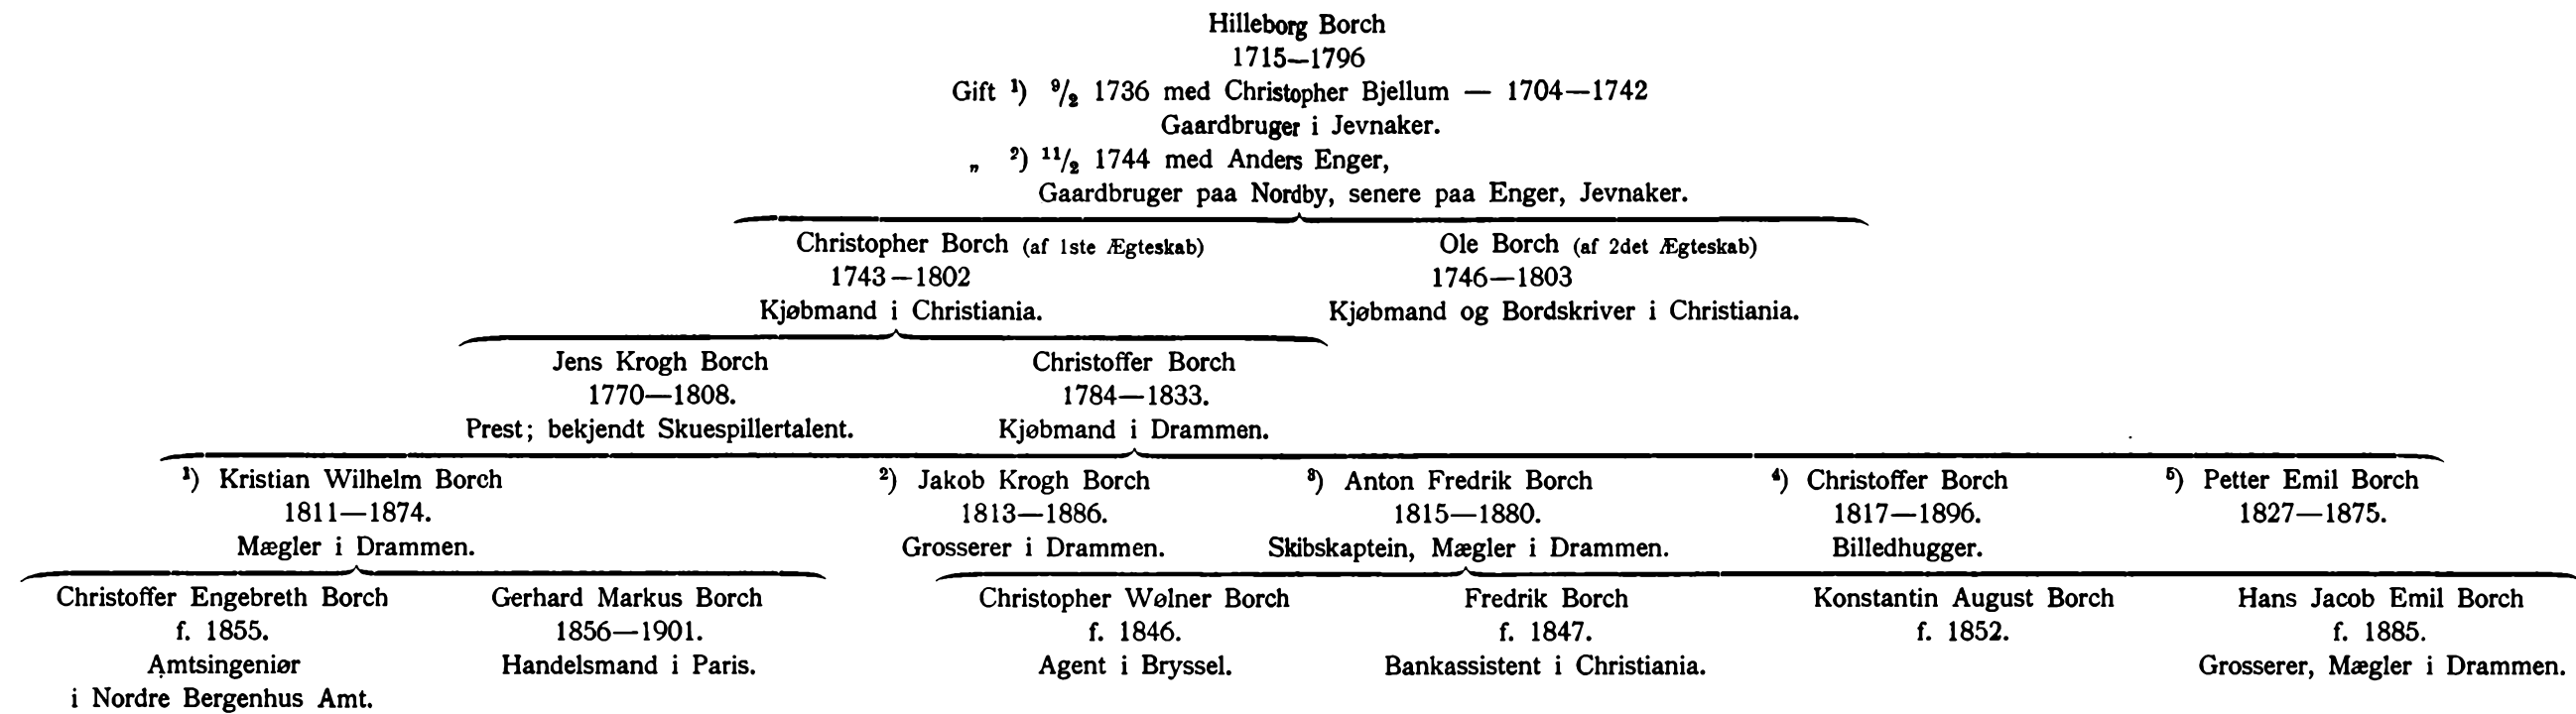 Hilleborg Borch
1715—1796
Gift ¹) ⁹/₂ 1736 med Christopher Bjellum — 1704—1742
Gaardbruger i Jevnaker.
„ ²) ¹¹/₂ 1744 med Anders Enger,
Gaardbruger paa Nordby, senere paa Enger, Jevnaker.
Christopher Borch (af 1ste Ægteskab)
1743—1802
Kjøbmand i Christiania.
Ole Borch (af 2det Ægteskab)
1746—1803
Kjøbmand og Bordskriver i Christiania.
Jens Krogh Borch
1770—1808.
Prest; bekjendt Skuespillertalent.
Christoffer Borch
1784—1833.
Kjøbmand i Drammen.
¹) Kristian Wilhelm Borch
1811—1874.
Mægler i Drammen.
²) Jakob Krogh Borch
1813—1886.
Grosserer i Drammen.
³) Anton Fredrik Borch
1815—1880.
Skibskaptein, Mægler i Drammen.
⁴) Christoffer Borch
1817—1896.
Billedhugger.
⁵) Petter Emil Borch
1827—1875.
Christoffer Engebreth Borch
f. 1855.
Amtsingeniør
i Nordre Bergenhus Amt.
Gerhard Markus Borch
1856—1901.
Handelsmand i Paris.
Christopher Wølner Borch
f. 1846.
Agent i Bryssel.
Fredrik Borch
f. 1847.
Bankassistent i Christiania.
Konstantin August Borch
f. 1852.
Hans Jacob Emil Borch
f. 1885.
Grosserer, Mægler i Drammen.